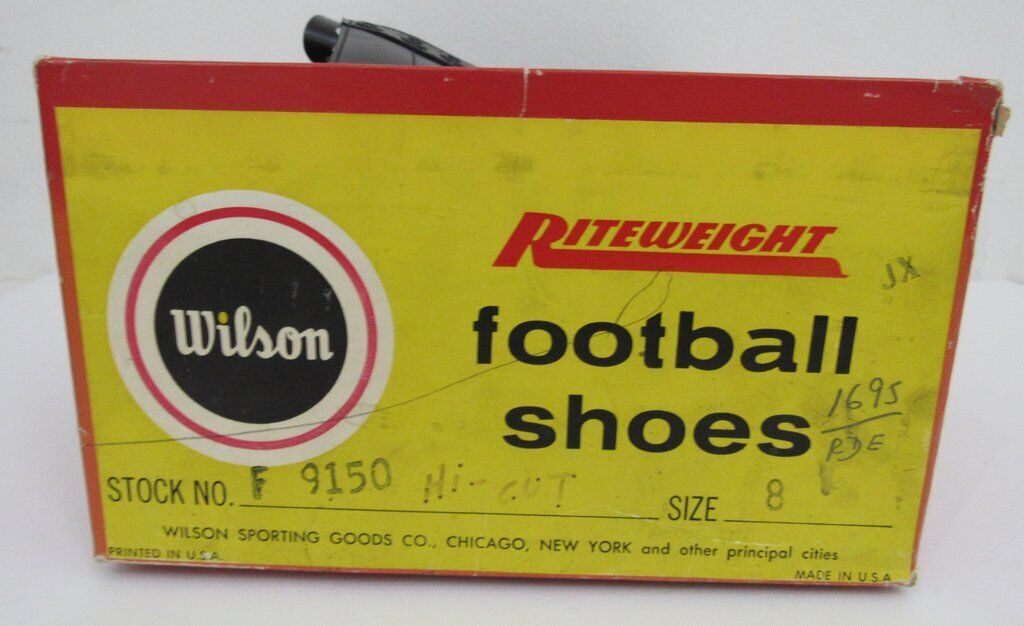 Wilson
RITEWEIGHT
JX
football
shoes
1695
RDE
STOCK NO. F 9150 Hi-CUT SIZE 8
WILSON SPORTING GOODS CO., CHICAGO, NEW YORK and other principal cities
PRINTED IN U.S.A.
MADE IN U.S.A